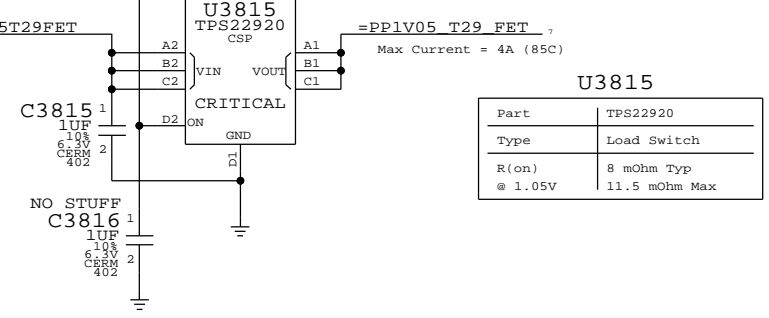 5T29FET
U3815
TPS22920
CSP
=PP1V05_T29_FET
7
Max Current = 4A (85C)
A2
B2
C2
VIN
VOUT
A1
B1
C1
CRITICAL
D2
ON
GND
D1
C3815
1
1UF
10%
6.3V
CERM
402
2
NO STUFF
C3816
1
1UF
10%
6.3V
CERM
402
2
U3815
Part TPS22920
Type Load Switch
R(on) 8 mOhm Typ
@ 1.05V 11.5 mOhm Max